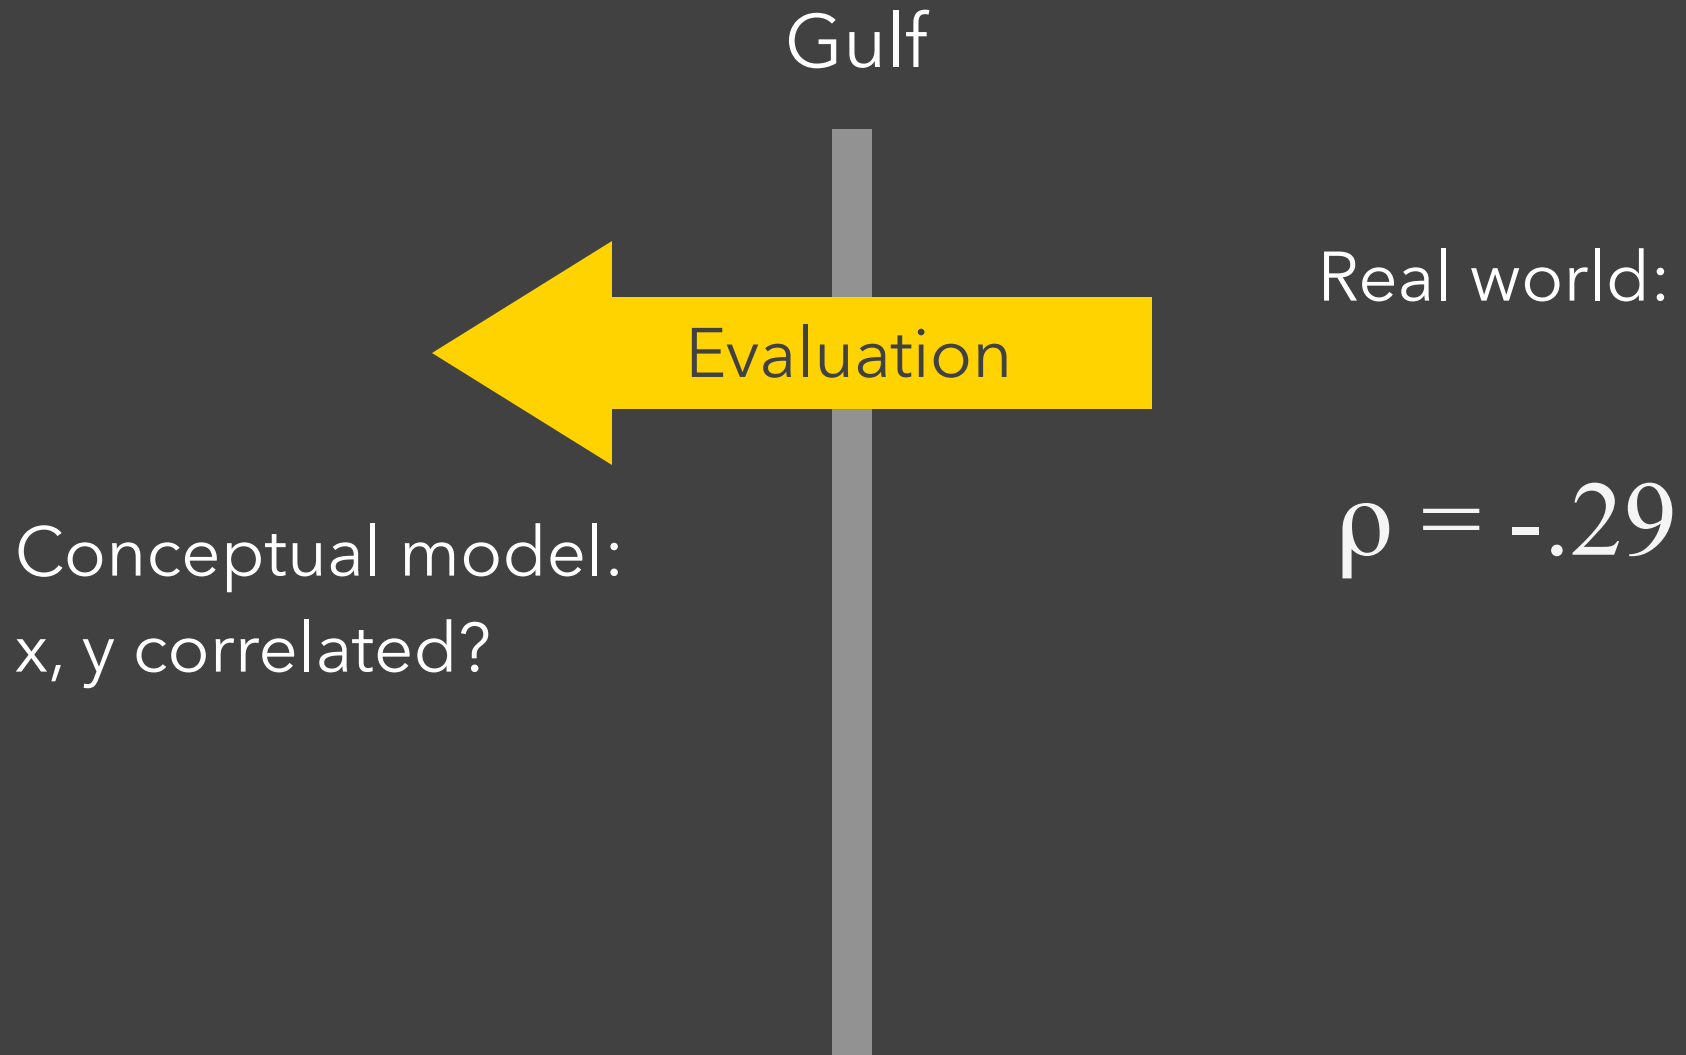 Gulf
Evaluation
Real world:
ρ = -.29
Conceptual model:
x, y correlated?